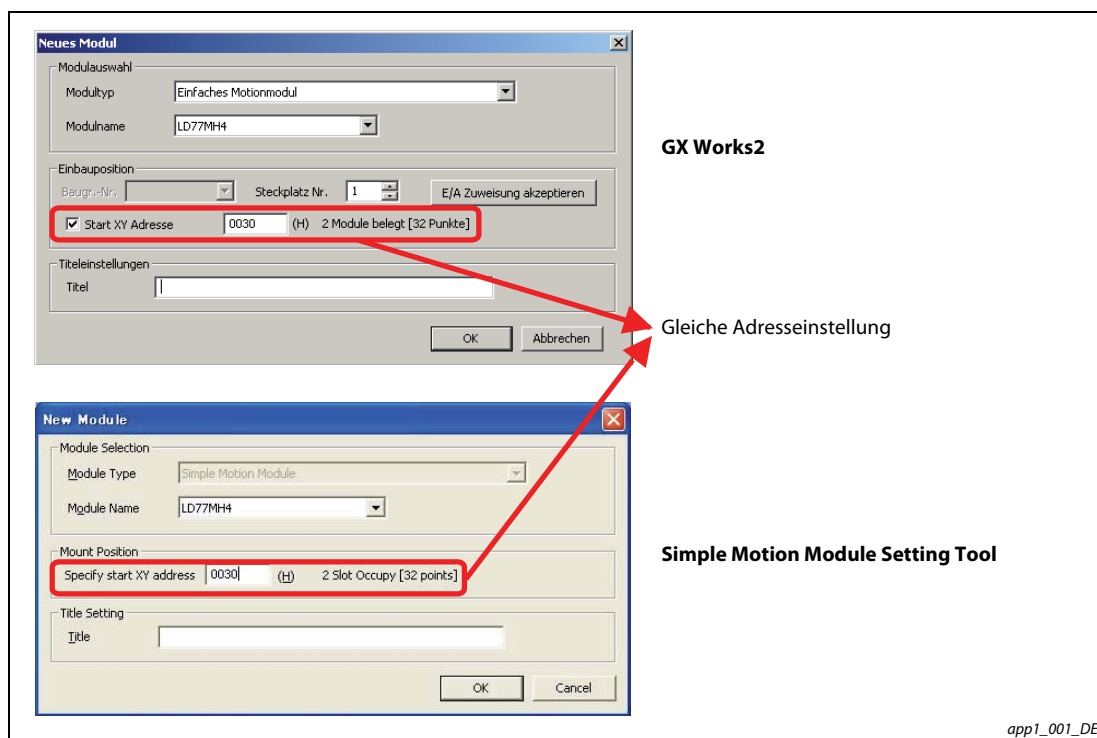 Neues Modul
Modulauswahl
Modultyp Einfaches Motionmodul
Modulname LD77MH4
GX Works2
Einbauposition
Baugr.-Nr. Steckplatz Nr. 1 E/A Zuweisung akzeptieren
Start XY Adresse 0030 (H) 2 Module belegt [32 Punkte]
Titeleinstellungen
Titel
Gleiche Adresseinstellung
OK Abbrechen
New Module
Module Selection
Module Type Simple Motion Module
Module Name LD77MH4
Mount Position
Simple Motion Module Setting Tool
Specify start XY address 0030 (H) 2 Slot Occupy [32 points]
Title Setting
Title
OK Cancel
app1_001_DE